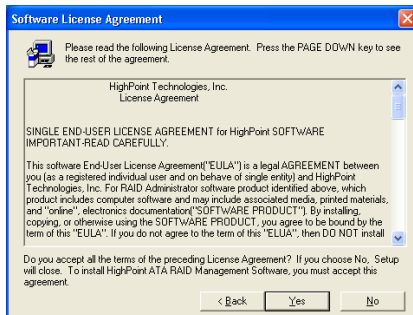 Software License Agreement
Please read the following License Agreement. Press the PAGE DOWN key to see
the rest of the agreement.
HighPoint Technologies, Inc.
License Agreement
SINGLE END-USER LICENSE AGREEMENT for HighPoint SOFTWARE
IMPORTANT-READ CAREFULLY.
This software End-User License Agreement("EULA") is a legal AGREEMENT between
you (as a registered individual user and on behave of single entity) and HighPoint
Technologies, Inc. For RAID Administrator software product identified above, which
product includes computer software and may include associated media, printed materials,
and "online", electronics documentation("SOFTWARE PRODUCT"). By installing,
copying, or otherwise using the SOFTWARE PRODUCT, you agree to be bound by the
term of this "EULA". If you do not agree to the term of this "ELUA", then DO NOT install
Do you accept all the terms of the preceding License Agreement? If you choose No, Setup
will close. To install HighPoint ATA RAID Management Software, you must accept this
agreement.
< Back Yes No